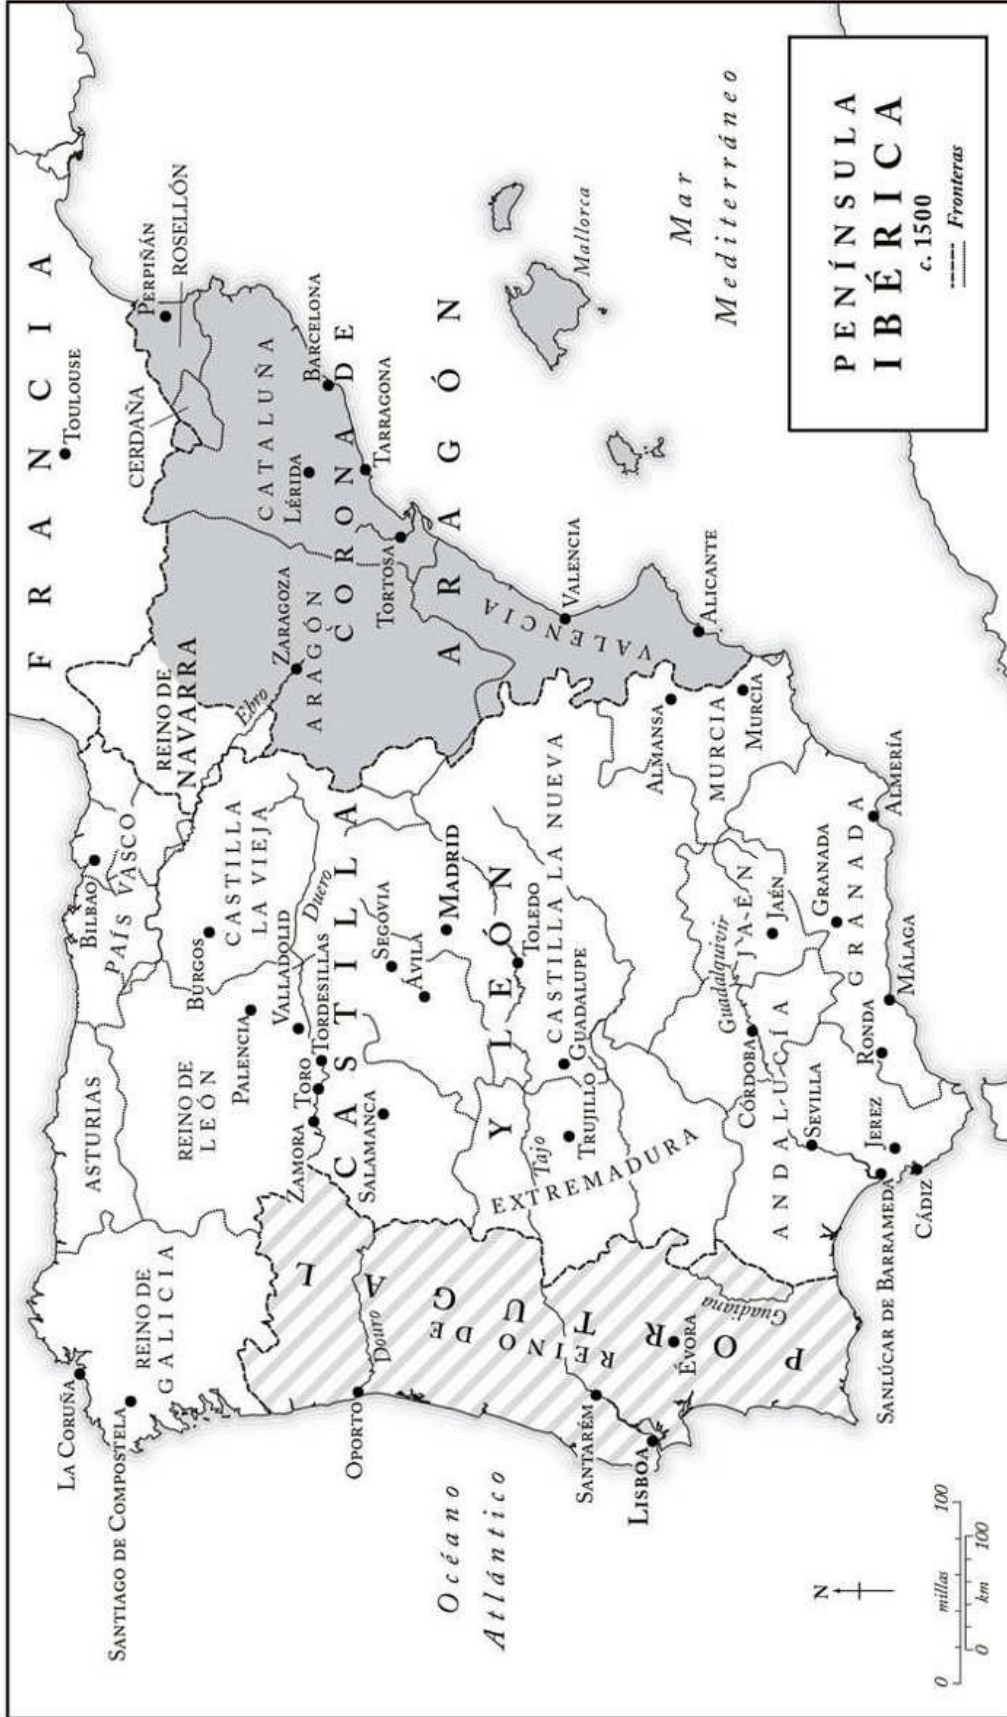 FRANCIA
TOULOUSE
LA CORUÑA
SANTIAGO DE COMPOSTELA
REINO DE
GALICIA
ASTURIAS
BILBAO
PAÍS VASCO
REINO DE
NAVARRA
CERDAÑA
PERPIÑÁN
ROSELLÓN
REINO DE
LEÓN
BURGOS
PALENCIA
CASTILLA
LA VIEJA
VALLADOLID
Ebro
ZARAGOZA
ARAGÓN
CATALUÑA
LÉRIDA
BARCELONA
ZAMORA
TORO
TORDESILLAS
Duero
CORONA DE
ARAGÓN
TARRAGONA
TORTOSA
OPORTO
Douro
SALAMANCA
CASTILLA
Y LEÓN
SEGOVIA
ÁVILA
MADRID
Océano
Atlántico
REINO DE
PORTUGAL
Tajo
EXTREMADURA
TRUJILLO
GUADALUPE
TOLEDO
CASTILLA LA NUEVA
VALENCIA
VALENCIA
Mallorca
Mar
Mediterráneo
SANTARÉM
LISBOA
ÉVORA
Guadiana
ALMANSA
ALICANTE
MURCIA
MURCIA
CÓRDOBA
Guadalquivir
JAÉN
JAÉN
ANDALUCÍA
SEVILLA
GRANADA
GRANADA
ALMERÍA
SANLÚCAR DE BARRAMEDA
JEREZ
CÁDIZ
RONDA
MÁLAGA
N
millas
0 100
km
0 100
PENÍNSULA
IBÉRICA
c. 1500
Fronteras